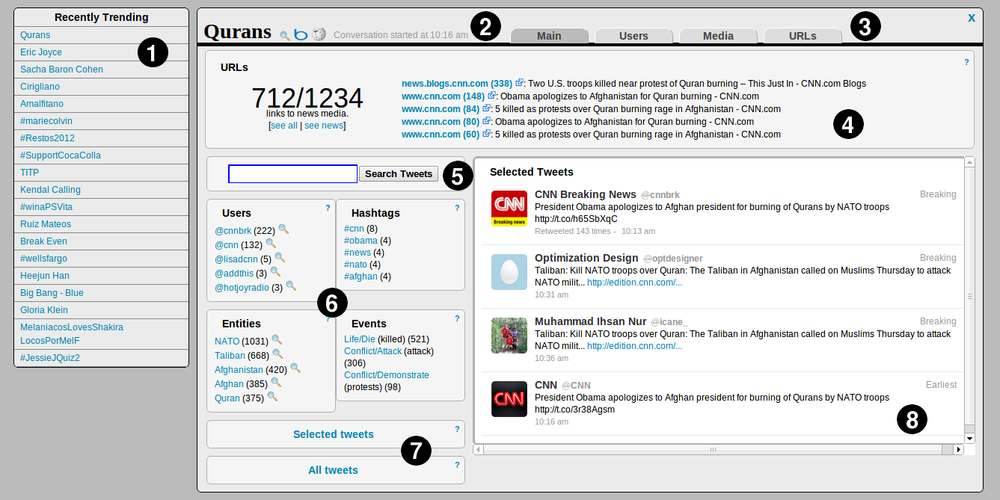 Recently Trending
Qurans
Eric Joyce
Sacha Baron Cohen
Cirigliano
Amalfitano
#mariecolvin
#Restos2012
#SupportCocaColla
TITP
Kendal Calling
#winaPSVita
Ruiz Mateos
Break Even
#wellsfargo
Heejun Han
Big Bang - Blue
Gloria Klein
MelaniacosLovesShakira
LocosPorMelF
#JessieJQuiz2
1
Qurans
Conversation started at 10:16 am
2
Main
Users
Media
URLs
3
x
URLs
?
712/1234
links to news media.
[see all | see news]
news.blogs.cnn.com (338) : Two U.S. troops killed near protest of Quran burning – This Just In - CNN.com Blogs
www.cnn.com (148) : Obama apologizes to Afghanistan for Quran burning - CNN.com
www.cnn.com (84) : 5 killed as protests over Quran burning rage in Afghanistan - CNN.com
www.cnn.com (80) : Obama apologizes to Afghanistan for Quran burning - CNN.com
www.cnn.com (60) : 5 killed as protests over Quran burning rage in Afghanistan - CNN.com
4
Search Tweets
5
Users ?
@cnnbrk (222)
@cnn (132)
@lisadcnn (5)
@addthis (3)
@hotjoyradio (3)
Hashtags ?
#cnn (8)
#obama (4)
#news (4)
#nato (4)
#afghan (4)
6
Entities ?
NATO (1031)
Taliban (668)
Afghanistan (420)
Afghan (385)
Quran (375)
Events ?
Life/Die (killed) (521)
Conflict/Attack (attack)
(306)
Conflict/Demonstrate
(protests) (98)
Selected tweets ?
7
All tweets ?
Selected Tweets
CNN
Breaking news
CNN Breaking News @cnnbrk Breaking
President Obama apologizes to Afghan president for burning of Qurans by NATO troops
http://t.co/h65SbXqC
Retweeted 143 times - 10:13 am
Optimization Design @optdesigner Breaking
Taliban: Kill NATO troops over Quran: The Taliban in Afghanistan called on Muslims Thursday to attack
NATO milit... http://edition.cnn.com/...
10:31 am
Muhammad Ihsan Nur @icane_ Breaking
Taliban: Kill NATO troops over Quran: The Taliban in Afghanistan called on Muslims Thursday to attack
NATO milit... http://edition.cnn.com/...
10:36 am
CNN
CNN @CNN Earliest
President Obama apologizes to Afghan president for burning of Qurans by NATO troops
http://t.co/3r38Agsm
10:16 am
8